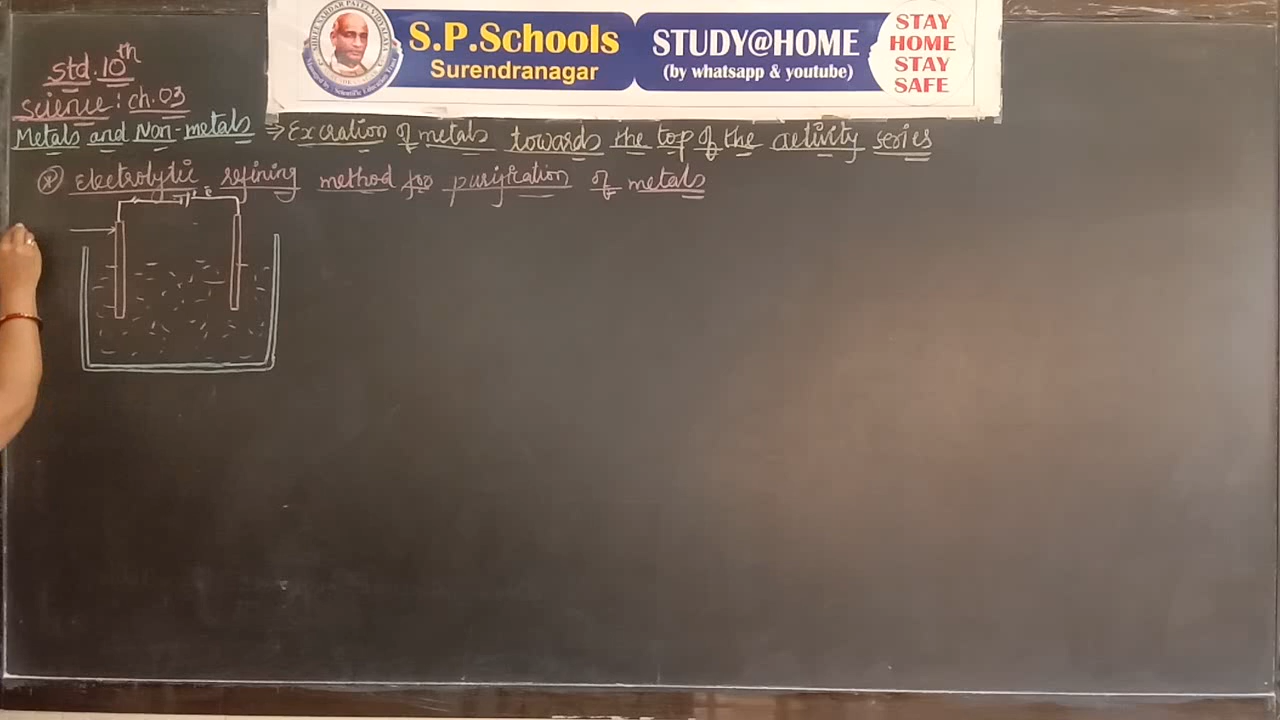 S.P.Schools
Surendranagar
STUDY@HOME
(by whatsapp & youtube)
STAY
HOME
STAY
SAFE
Std. 10th
Science : ch. 03
Metals and Non-metals ⇒ Excration of metals towards the top of the activity series
* Electrolytic refining method for purification of metals